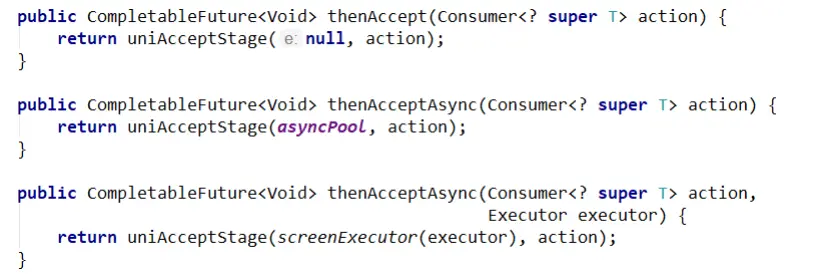 public CompletableFuture<Void> thenAccept(Consumer<? super T> action) {
    return uniAcceptStage( e: null, action);
}
public CompletableFuture<Void> thenAcceptAsync(Consumer<? super T> action) {
    return uniAcceptStage(asyncPool, action);
}
public CompletableFuture<Void> thenAcceptAsync(Consumer<? super T> action,
                                               Executor executor) {
    return uniAcceptStage(screenExecutor(executor), action);
}